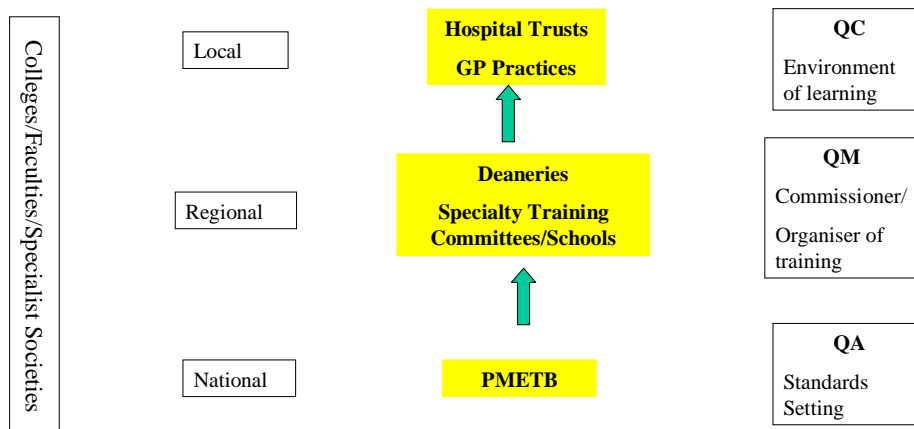 Colleges/Faculties/Specialist Societies
Local
Hospital Trusts
GP Practices
QC
Environment
of learning
Regional
Deaneries
Specialty Training
Committees/Schools
QM
Commissioner/
Organiser of
training
National
PMETB
QA
Standards
Setting